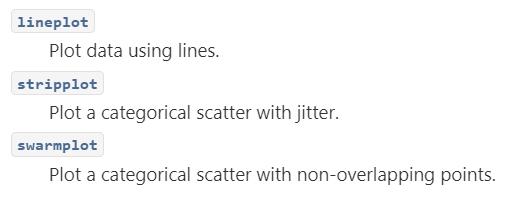 lineplot
Plot data using lines.
stripplot
Plot a categorical scatter with jitter.
swarmplot
Plot a categorical scatter with non-overlapping points.